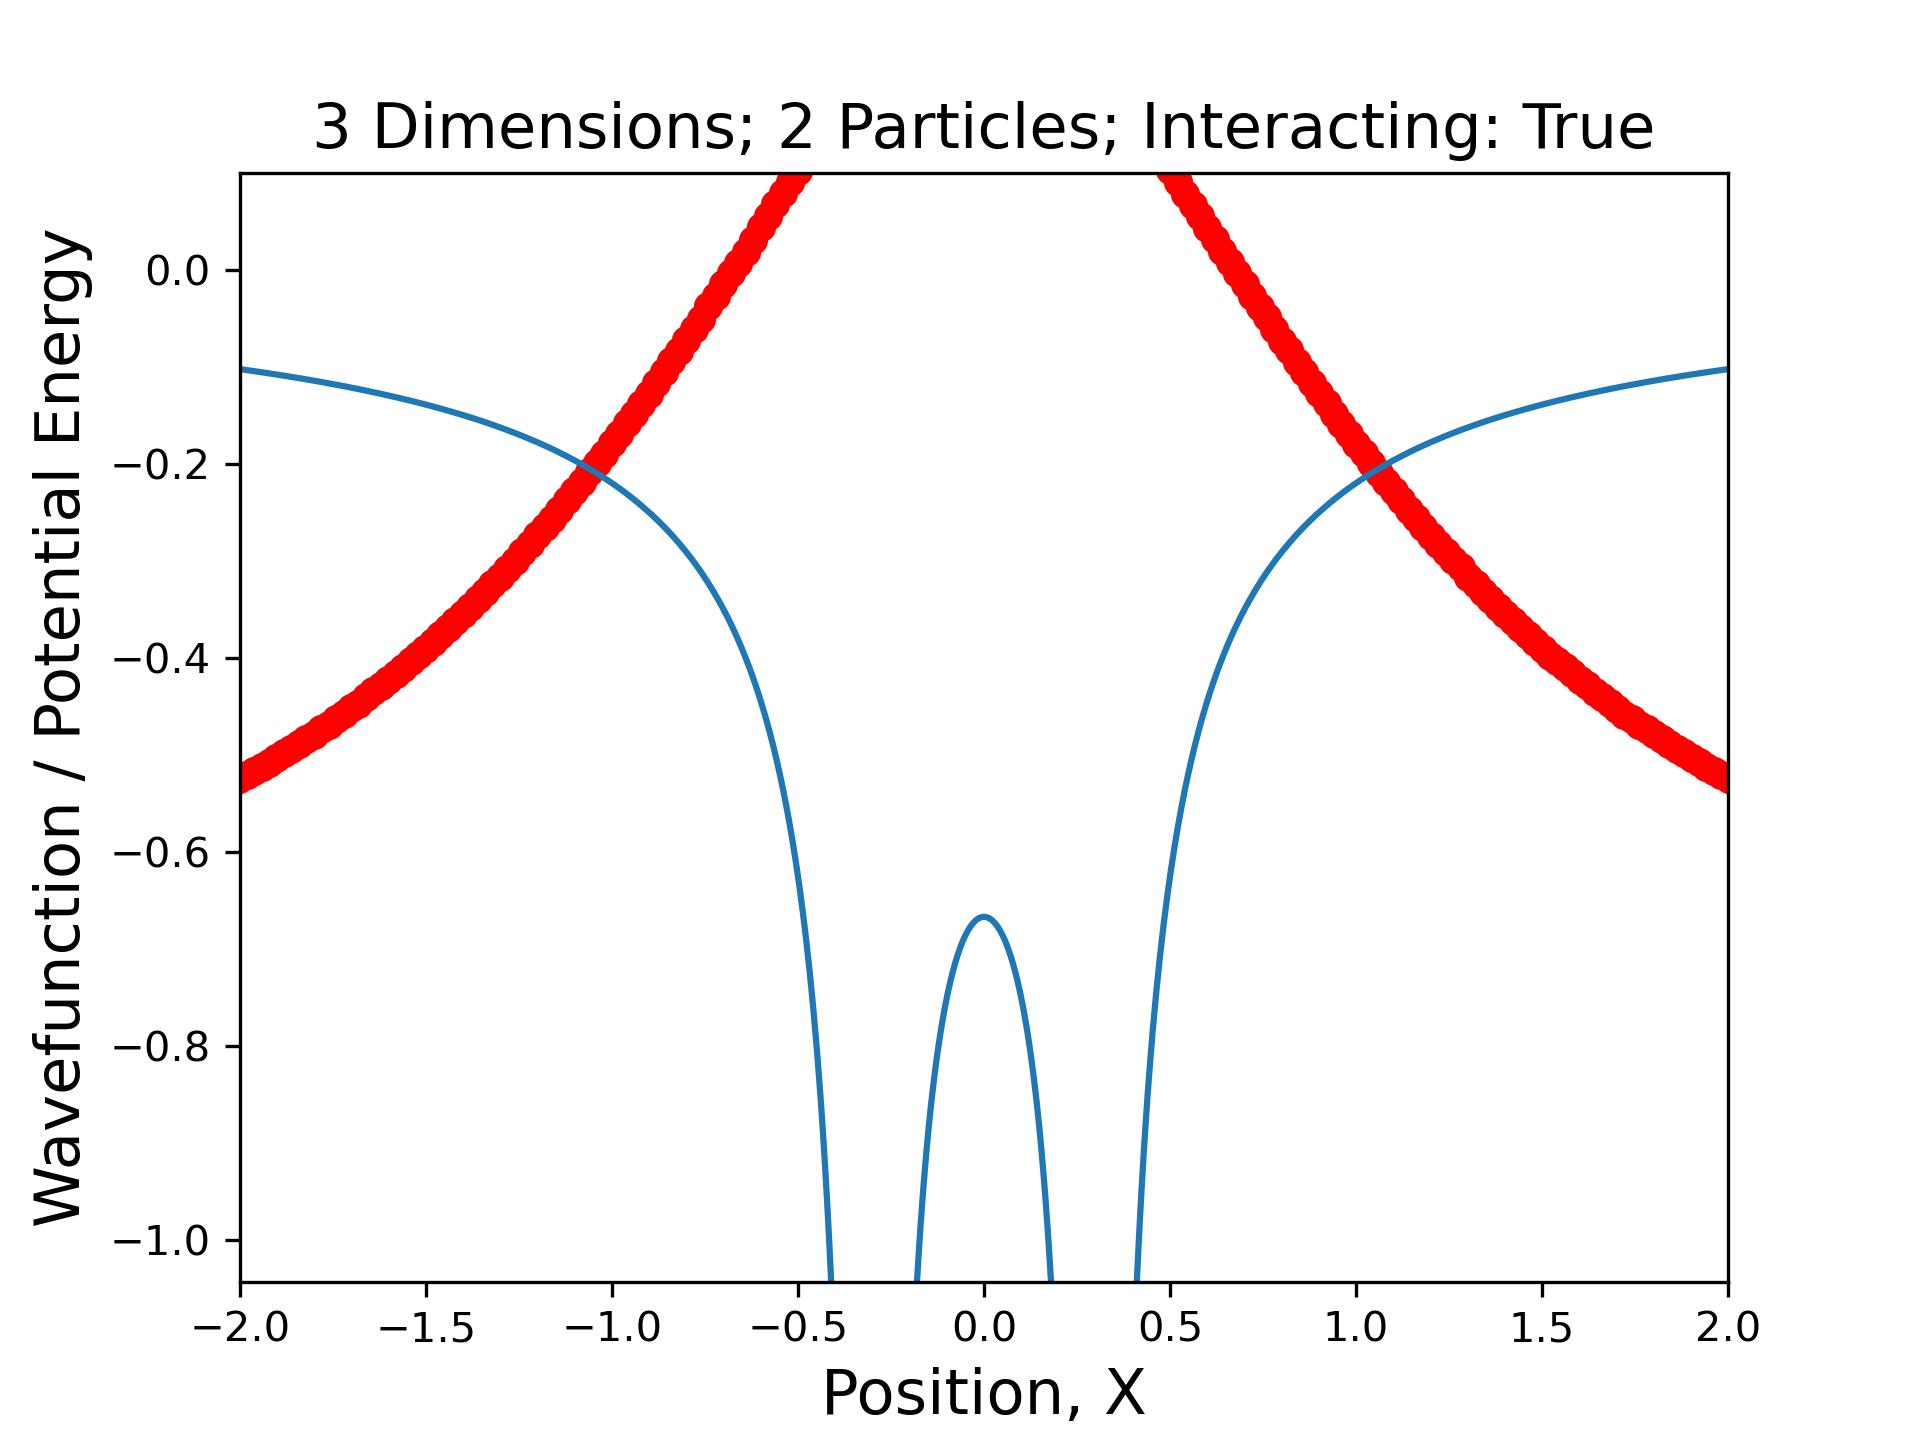 3 Dimensions; 2 Particles; Interacting: True
Wavefunction / Potential Energy
0.0
−0.2
−0.4
−0.6
−0.8
−1.0
−2.0 −1.5 −1.0 −0.5 0.0 0.5 1.0 1.5 2.0
Position, X